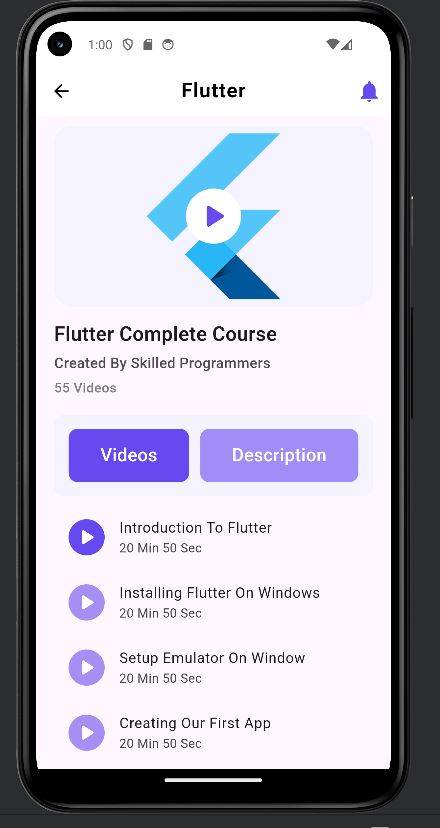 1:00
Flutter
Flutter Complete Course
Created By Skilled Programmers
55 Videos
Videos
Description
Introduction To Flutter
20 Min 50 Sec
Installing Flutter On Windows
20 Min 50 Sec
Setup Emulator On Window
20 Min 50 Sec
Creating Our First App
20 Min 50 Sec